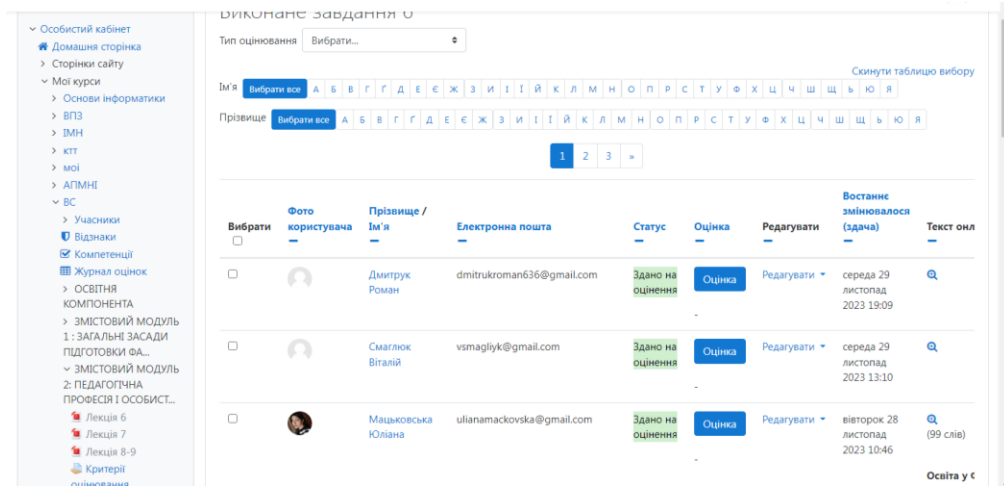 Виконане завдання 6
Особистий кабінет
Домашня сторінка
Сторінки сайту
Мої курси
Основи інформатики
ВПЗ
ІМН
ктт
мої
АПМНІ
ВС
Учасники
Відзнаки
Компетенції
Журнал оцінок
ОСВІТНЯ
КОМПОНЕНТА
ЗМІСТОВИЙ МОДУЛЬ
1 : ЗАГАЛЬНІ ЗАСАДИ
ПІДГОТОВКИ ФА...
ЗМІСТОВИЙ МОДУЛЬ
2: ПЕДАГОГІЧНА
ПРОФЕСІЯ І ОСОБИСТ...
Лекція 6
Лекція 7
Лекція 8-9
Критерії
оцінювання
Тип оцінювання Вибрати...
Скинути таблицю вибору
Ім'я Вибрати все А Б В Г Ґ Д Е Є Ж З И І Ї Й К Л М Н О П Р С Т У Ф Х Ц Ч Ш Щ Ь Ю Я
Прізвище Вибрати все А Б В Г Ґ Д Е Є Ж З И І Ї Й К Л М Н О П Р С Т У Ф Х Ц Ч Ш Щ Ь Ю Я
1 2 3 »
Вибрати
Фото
користувача
Прізвище /
Ім'я
Електронна пошта
Статус
Оцінка
Редагувати
Востаннє
змінювалося
(здача)
Текст онл
Дмитрук
Роман
dmitrukroman636@gmail.com
Здано на
оцінення
Оцінка
-
Редагувати
середа 29
листопад
2023 19:09
Смаглюк
Віталій
vsmagliyk@gmail.com
Здано на
оцінення
Оцінка
-
Редагувати
середа 29
листопад
2023 13:10
Мацьковська
Юліана
ulianamackovska@gmail.com
Здано на
оцінення
Оцінка
-
Редагувати
вівторок 28
листопад
2023 10:46
(99 слів)
Освіта у